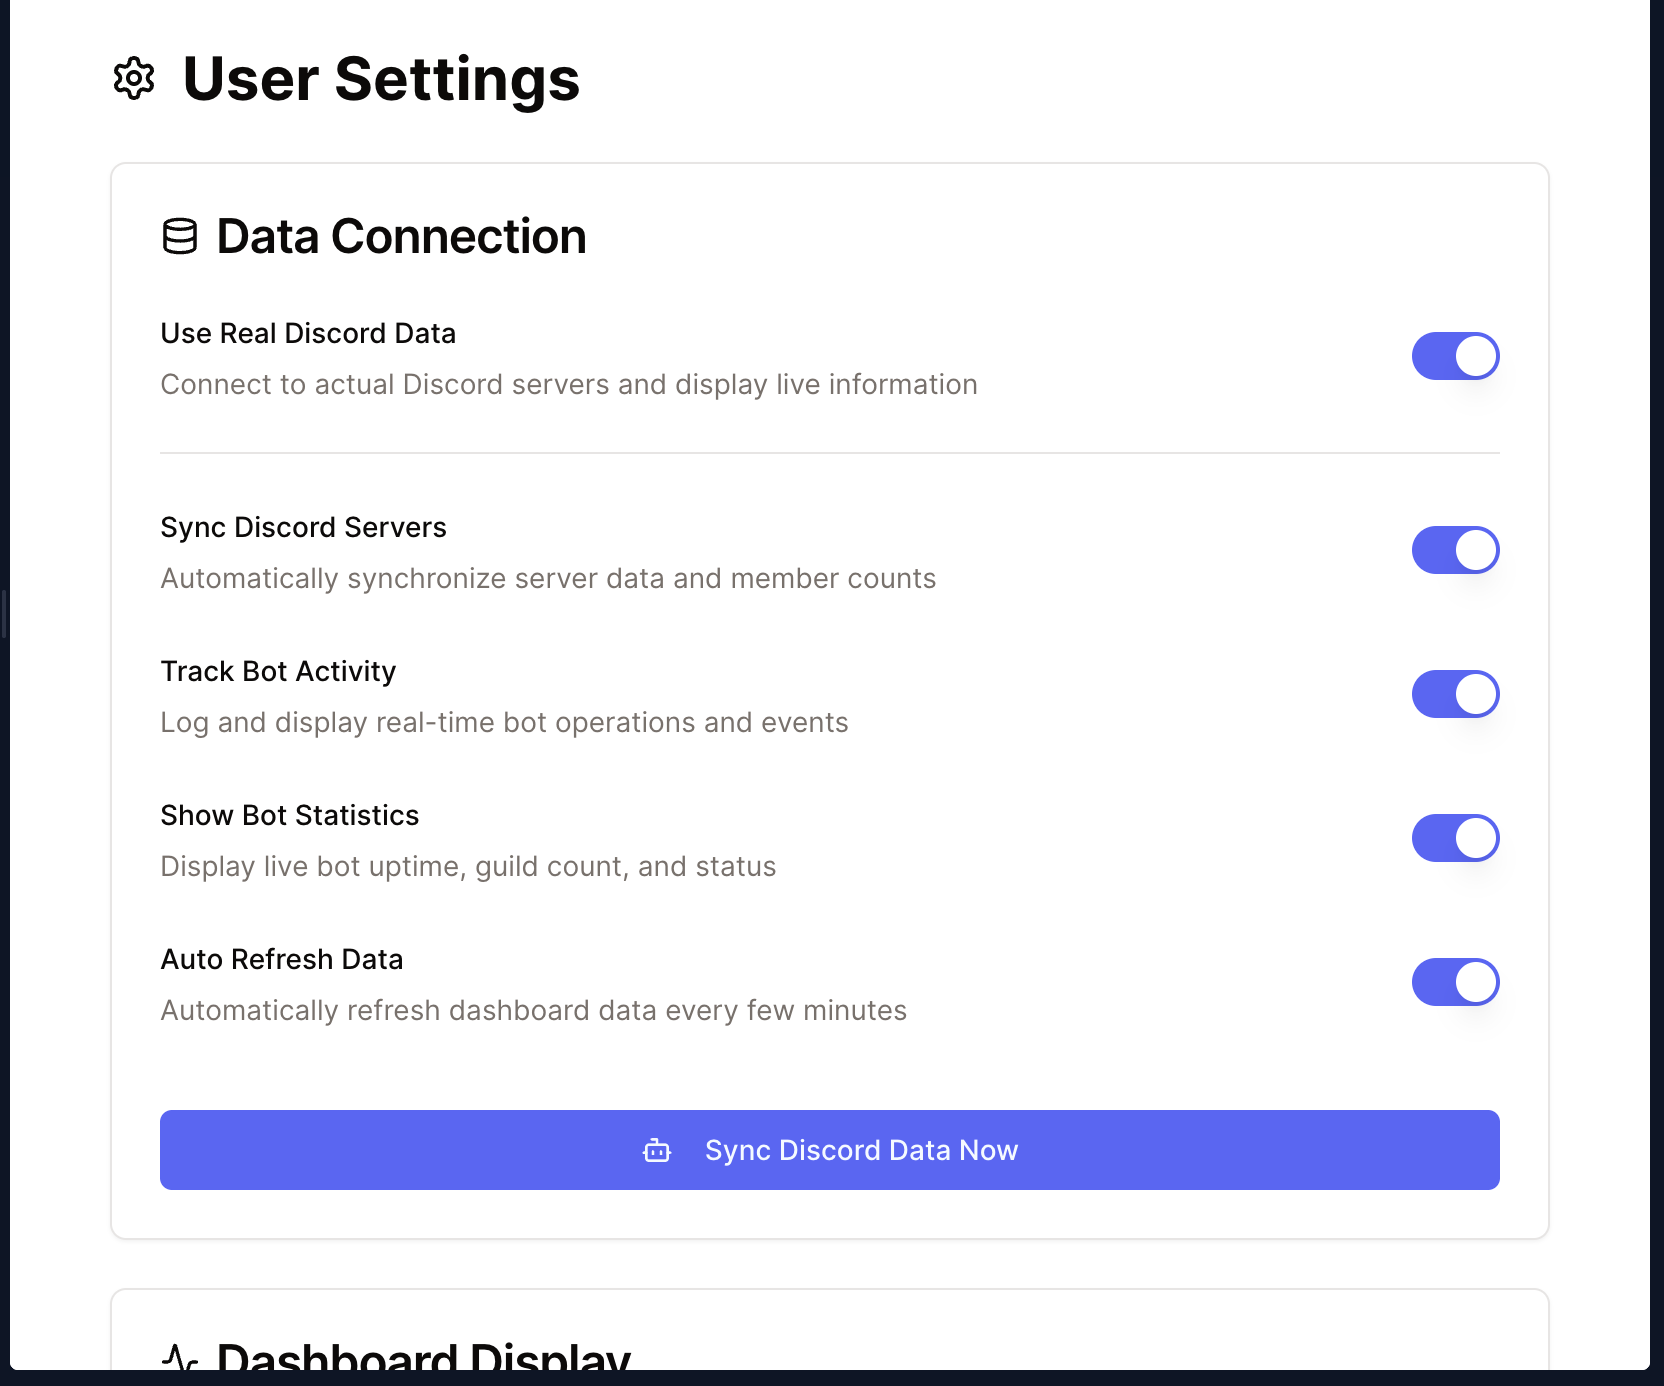 User Settings
Data Connection
Use Real Discord Data
Connect to actual Discord servers and display live information
Sync Discord Servers
Automatically synchronize server data and member counts
Track Bot Activity
Log and display real-time bot operations and events
Show Bot Statistics
Display live bot uptime, guild count, and status
Auto Refresh Data
Automatically refresh dashboard data every few minutes
Sync Discord Data Now
Dashboard Display